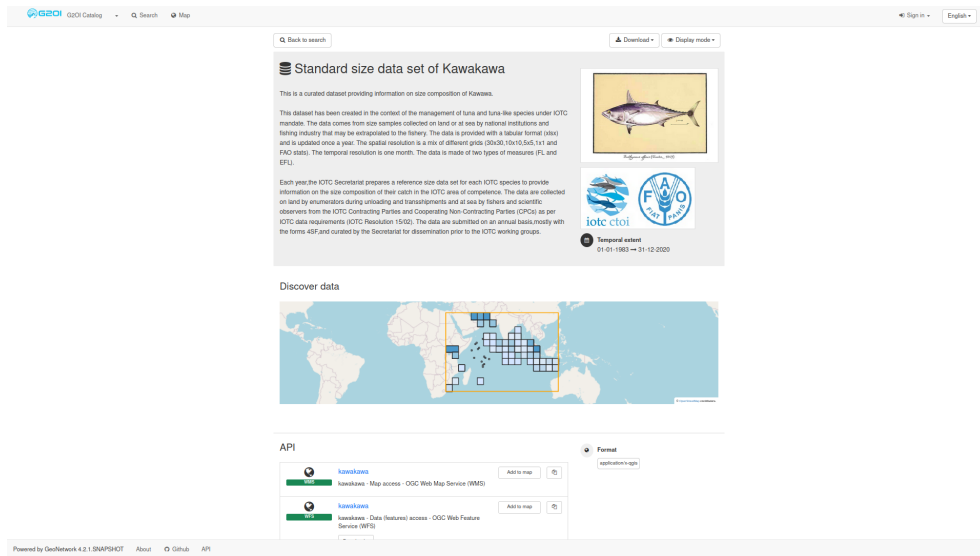 G2OI G2OI Catalog Search Map Sign in English
Back to search Download Display mode
Standard size data set of Kawakawa
This is a curated dataset providing information on size composition of Kawawa.
This dataset has been created in the context of the management of tuna and tuna-like species under IOTC
mandate. The data comes from size samples collected on land or at sea by national institutions and
fishing industry that may be extrapolated to the fishery. The data is provided with a tabular format (xlsx)
and is updated once a year. The spatial resolution is a mix of different grids (30x30,10x10,5x5,1x1 and
FAO stats). The temporal resolution is one month. The data is made of two types of measures (FL and
EFL).
Each year,the IOTC Secretariat prepares a reference size data set for each IOTC species to provide
information on the size composition of their catch in the IOTC area of competence. The data are collected
on land by enumerators during unloading and transshipments and at sea by fishers and scientific
observers from the IOTC Contracting Parties and Cooperating Non-Contracting Parties (CPCs) as per
IOTC data requirements (IOTC Resolution 15/02). The data are submitted on an annual basis,mostly with
the forms 4SF,and curated by the Secretariat for dissemination prior to the IOTC working groups.
iotc ctoi
FAO
FIAT PANIS
Temporal extent
01-01-1983 → 31-12-2020
Discover data
API
kawakawa Add to map
WMS
kawakawa - Map access - OGC Web Map Service (WMS)
kawakawa Add to map
WFS
kawakawa - Data (features) access - OGC Web Feature
Service (WFS)
Format
application/x-qgis
Powered by GeoNetwork 4.2.1.SNAPSHOT About Github API